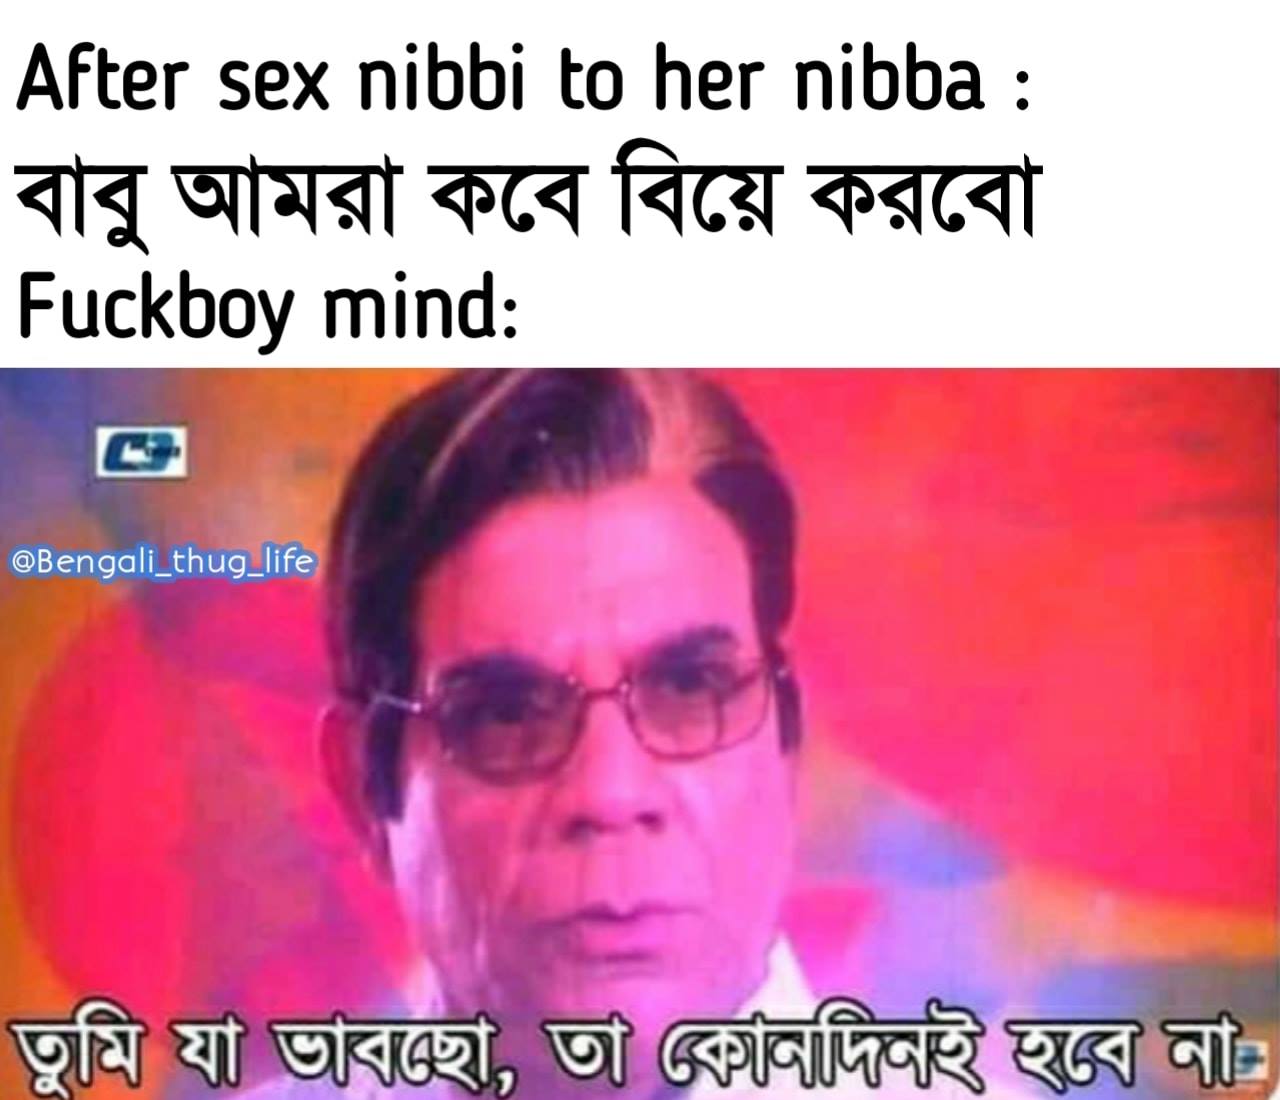 After sex nibbi to her nibba :
বাবু আমরা কবে বিয়ে করবো
Fuckboy mind:
@Bengali_thug_life
তুমি যা ভাবছো, তা কোনদিনই হবে না